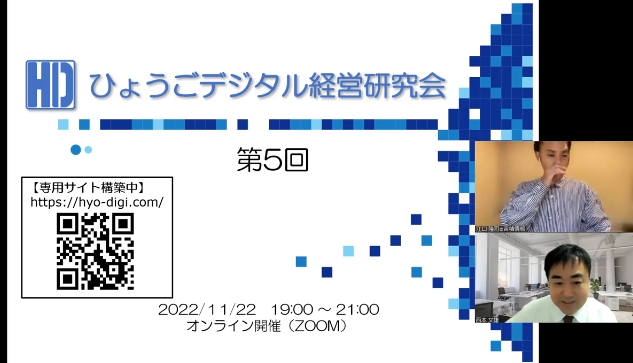 HD ひょうごデジタル経営研究会
第5回
【専用サイト構築中】
https://hyo-digi.com/
2022/11/22 19:00 ~ 21:00
オンライン開催（ZOOM）